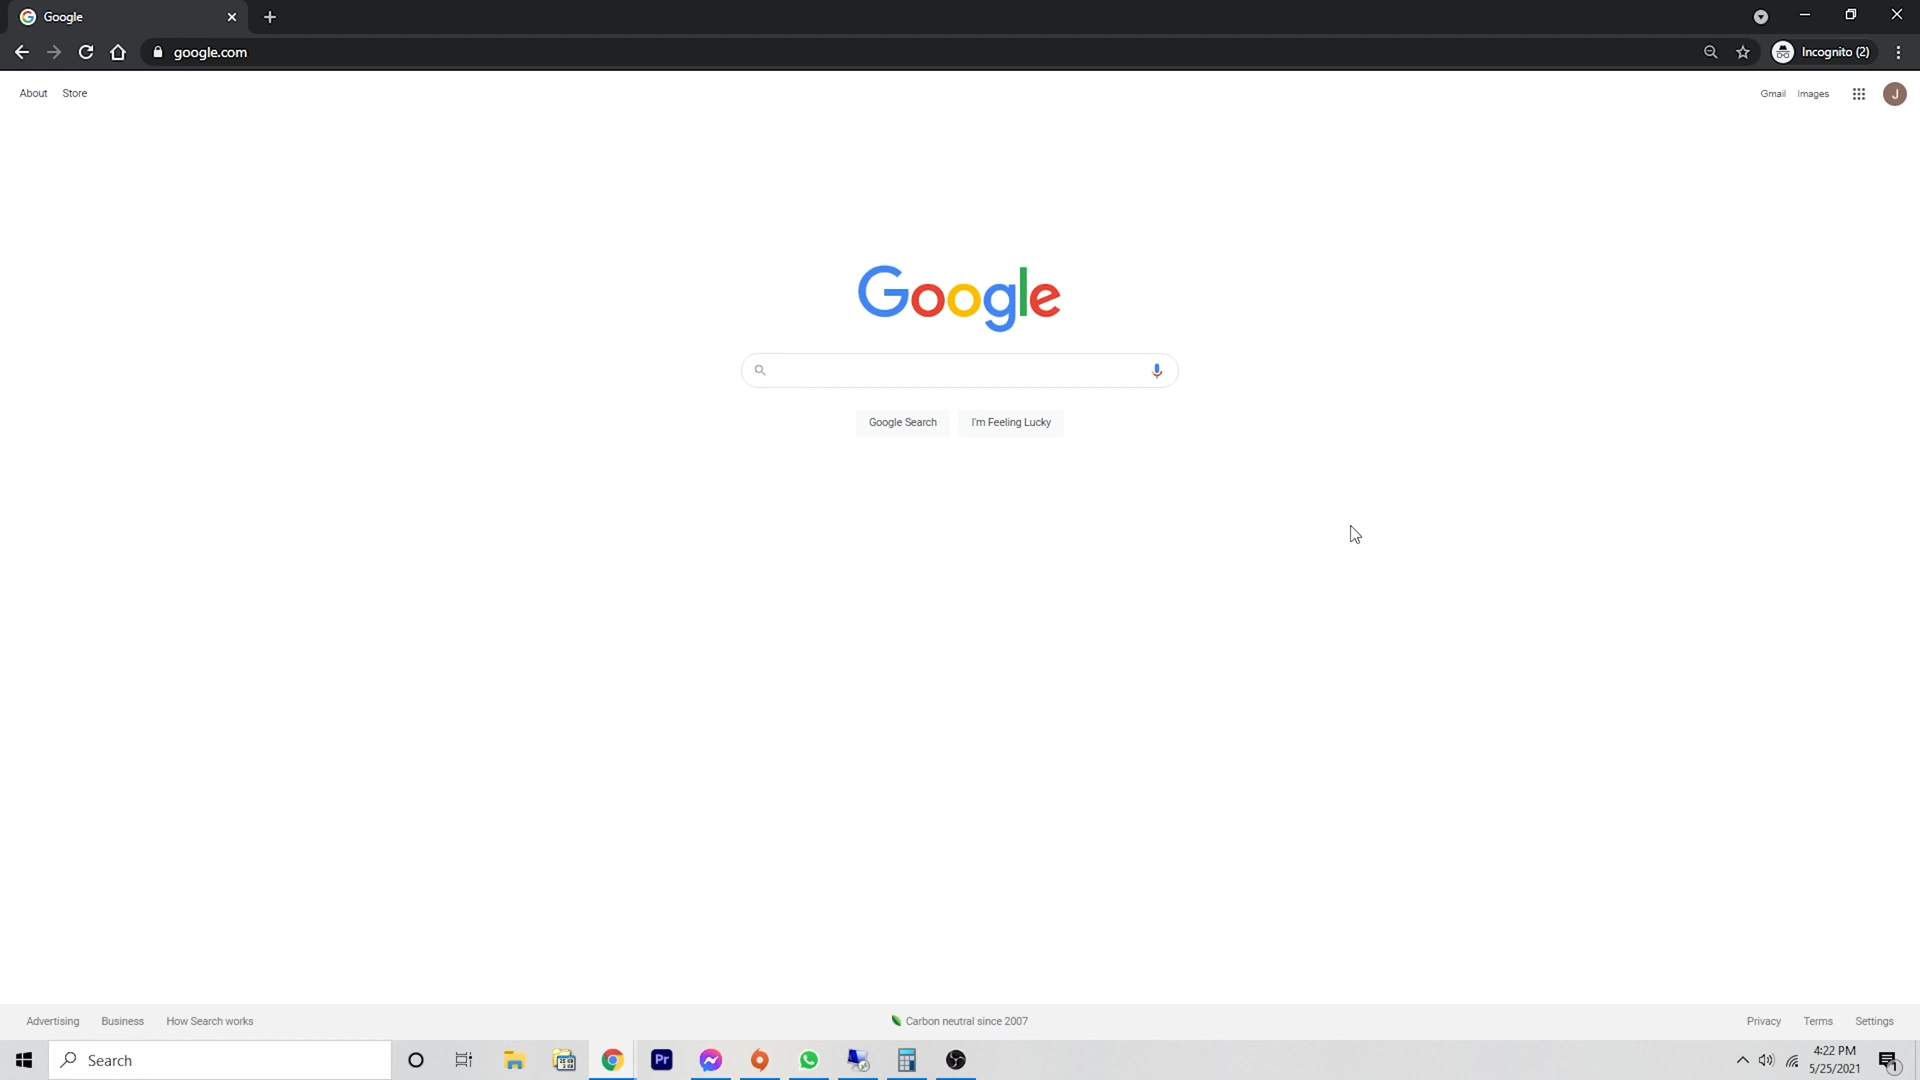 Google
google.com
Incognito (2)
About Store
Gmail Images
J
Google
Google Search I'm Feeling Lucky
Advertising Business How Search works
Carbon neutral since 2007
Privacy Terms Settings
Search
Pr
4:22 PM
5/25/2021
1